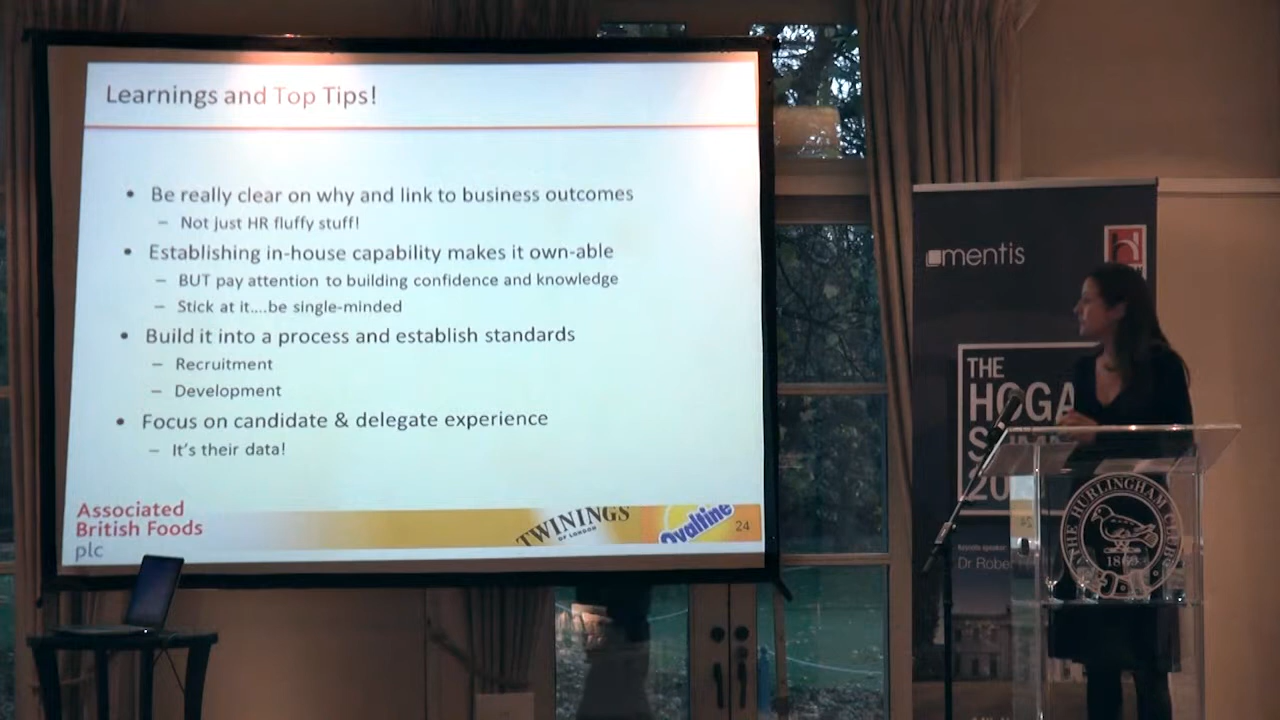 Learnings and Top Tips!
• Be really clear on why and link to business outcomes
– Not just HR fluffy stuff!
• Establishing in-house capability makes it own-able
– BUT pay attention to building confidence and knowledge
– Stick at it....be single-minded
• Build it into a process and establish standards
– Recruitment
– Development
• Focus on candidate & delegate experience
– It's their data!
Associated
British Foods
plc
TWININGS
OF LONDON
Ovaltine
24
mentis
THE
HOGA
20
Dr Robe
THE HURLINGHAM CLUB
1869